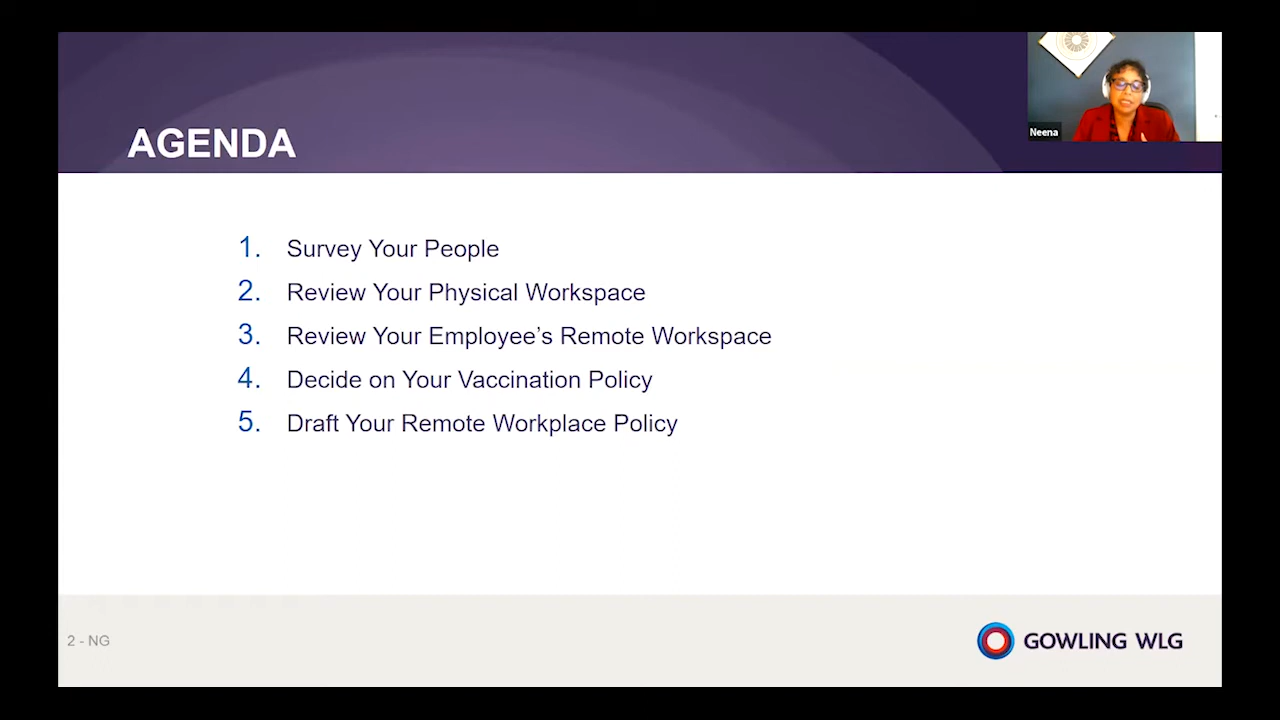 Neena
AGENDA
1. Survey Your People
2. Review Your Physical Workspace
3. Review Your Employee’s Remote Workspace
4. Decide on Your Vaccination Policy
5. Draft Your Remote Workplace Policy
2 - NG
GOWLING WLG